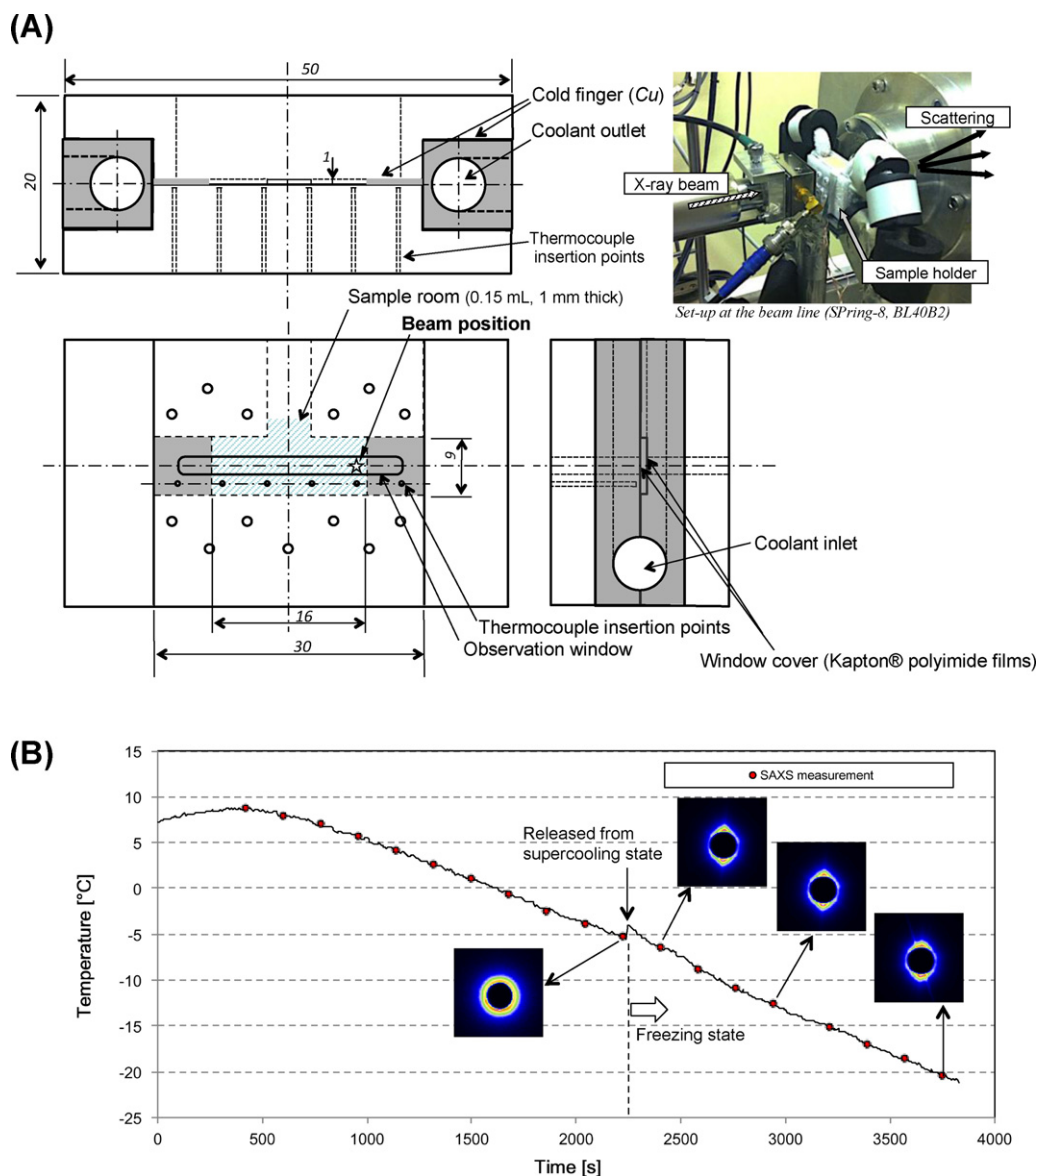 (A)
50
Cold finger (Cu)
Coolant outlet
1
20
Thermocouple
insertion points
Scattering
X-ray beam
Sample holder
Set-up at the beam line (SPring-8, BL40B2)
Sample room (0.15 mL, 1 mm thick)
Beam position
6
Coolant inlet
16
30
Thermocouple insertion points
Observation window
Window cover (Kapton® polyimide films)
(B)
15
10
5
0
-5
-10
-15
-20
-25
Temperature [°C]
SAXS measurement
Released from
supercooling state
Freezing state
0
500
1000
1500
2000
2500
3000
3500
4000
Time [s]